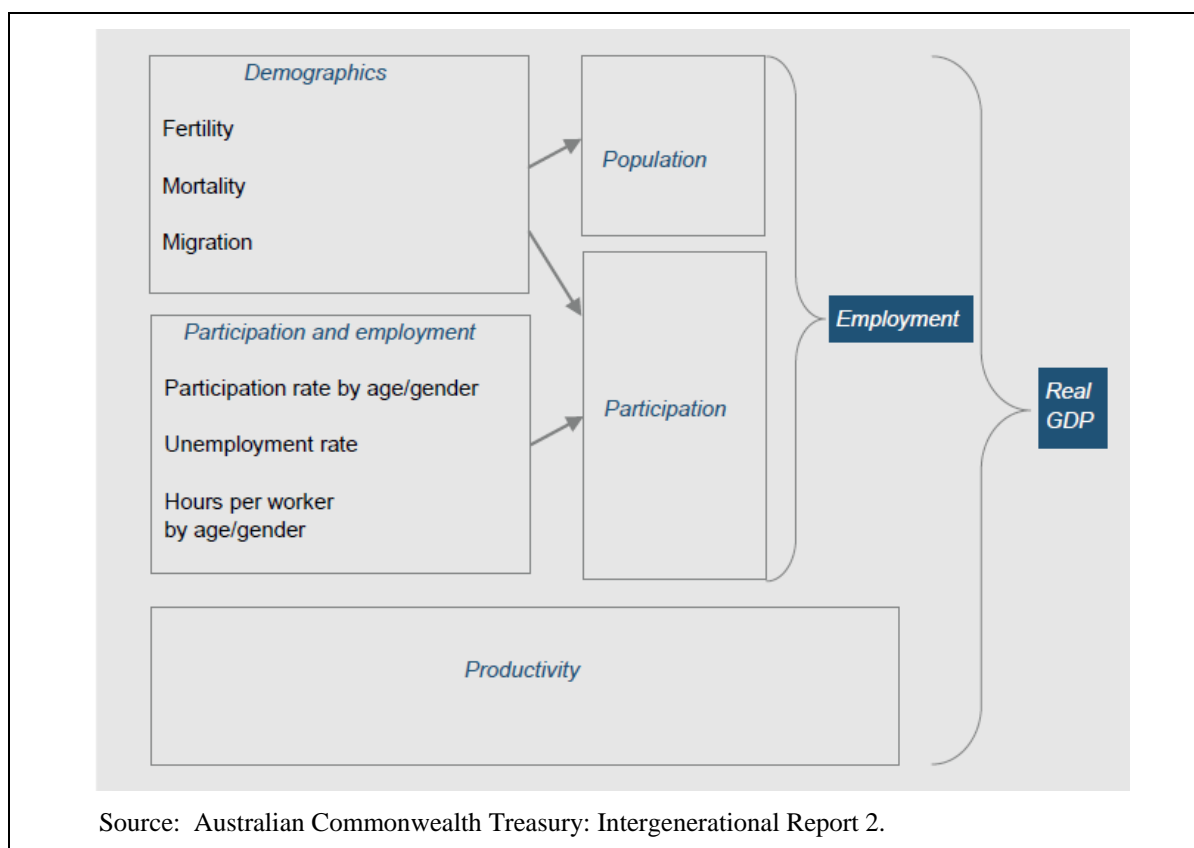 Demographics
Fertility
Mortality
Migration
Population
Participation and employment
Participation rate by age/gender
Unemployment rate
Hours per worker
by age/gender
Participation
Employment
Real
GDP
Productivity
Source: Australian Commonwealth Treasury: Intergenerational Report 2.